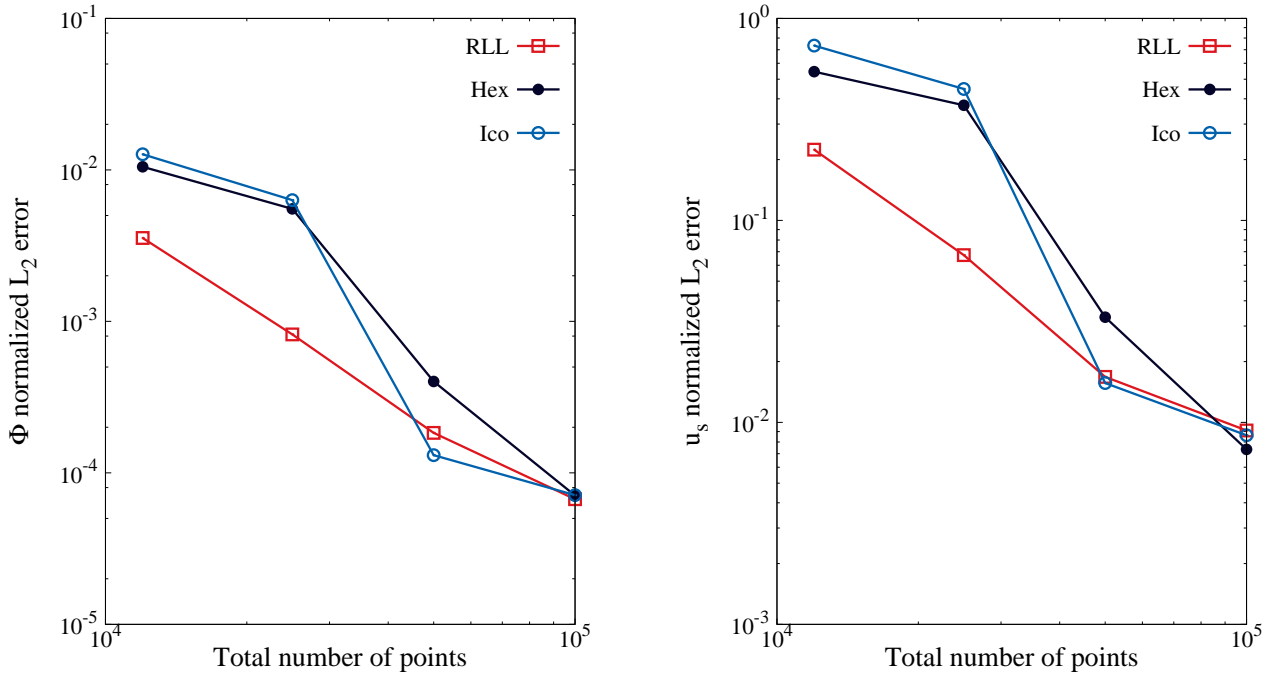 10^-1
10^-2
10^-3
10^-4
10^-5
Φ normalized L_2 error
RLL
Hex
Ico
10^4
10^5
Total number of points
10^0
10^-1
10^-2
10^-3
u_s normalized L_2 error
RLL
Hex
Ico
10^4
10^5
Total number of points